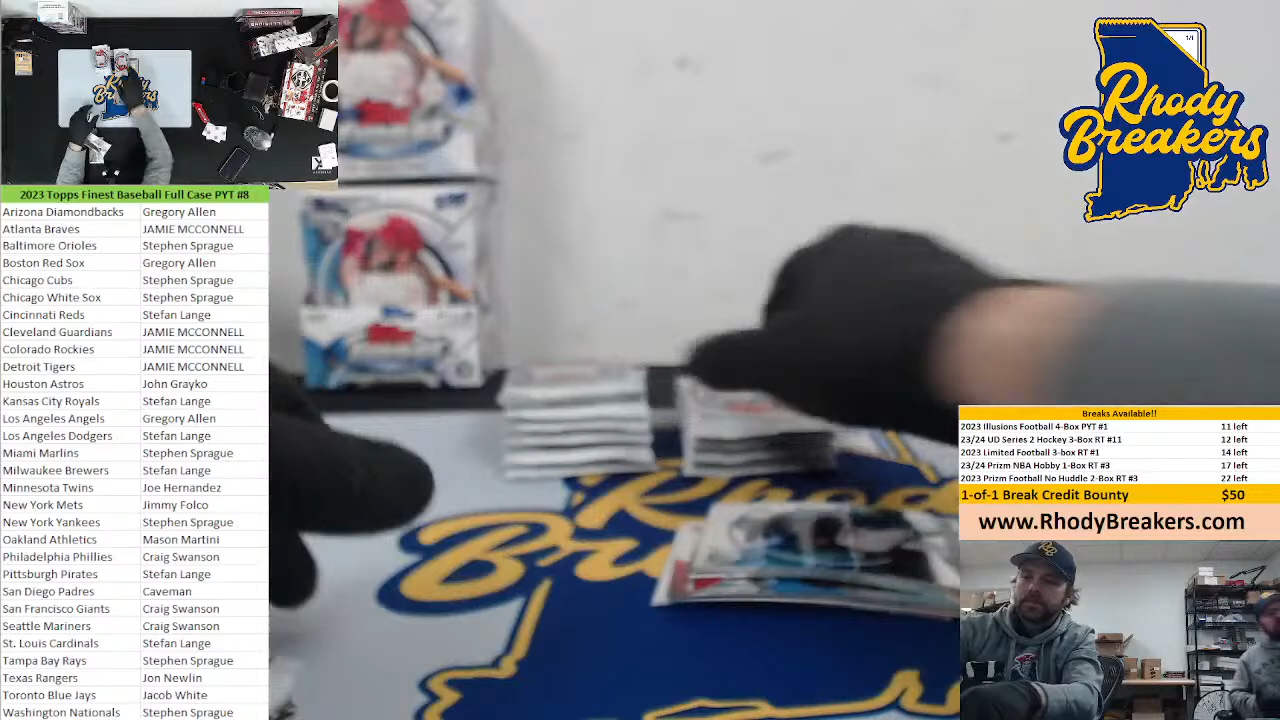 2023 Topps Finest Baseball Full Case PYT #8
Arizona Diamondbacks Gregory Allen
Atlanta Braves JAMIE MCCONNELL
Baltimore Orioles Stephen Sprague
Boston Red Sox Gregory Allen
Chicago Cubs Stephen Sprague
Chicago White Sox Stephen Sprague
Cincinnati Reds Stefan Lange
Cleveland Guardians JAMIE MCCONNELL
Colorado Rockies JAMIE MCCONNELL
Detroit Tigers JAMIE MCCONNELL
Houston Astros John Grayko
Kansas City Royals Stefan Lange
Los Angeles Angels Gregory Allen
Los Angeles Dodgers Stefan Lange
Miami Marlins Stephen Sprague
Milwaukee Brewers Stefan Lange
Minnesota Twins Joe Hernandez
New York Mets Jimmy Folco
New York Yankees Stephen Sprague
Oakland Athletics Mason Martini
Philadelphia Phillies Craig Swanson
Pittsburgh Pirates Stefan Lange
San Diego Padres Caveman
San Francisco Giants Craig Swanson
Seattle Mariners Craig Swanson
St. Louis Cardinals Stefan Lange
Tampa Bay Rays Stephen Sprague
Texas Rangers Jon Newlin
Toronto Blue Jays Jacob White
Washington Nationals Stephen Sprague
1/1
Rhody
Breakers
Breaks Available!!
2023 Illusions Football 4-Box PYT #1 11 left
23/24 UD Series 2 Hockey 3-Box RT #11 12 left
2023 Limited Football 3-box RT #1 14 left
23/24 Prizm NBA Hobby 1-Box RT #3 17 left
2023 Prizm Football No Huddle 2-Box RT #3 22 left
1-of-1 Break Credit Bounty $50
www.RhodyBreakers.com